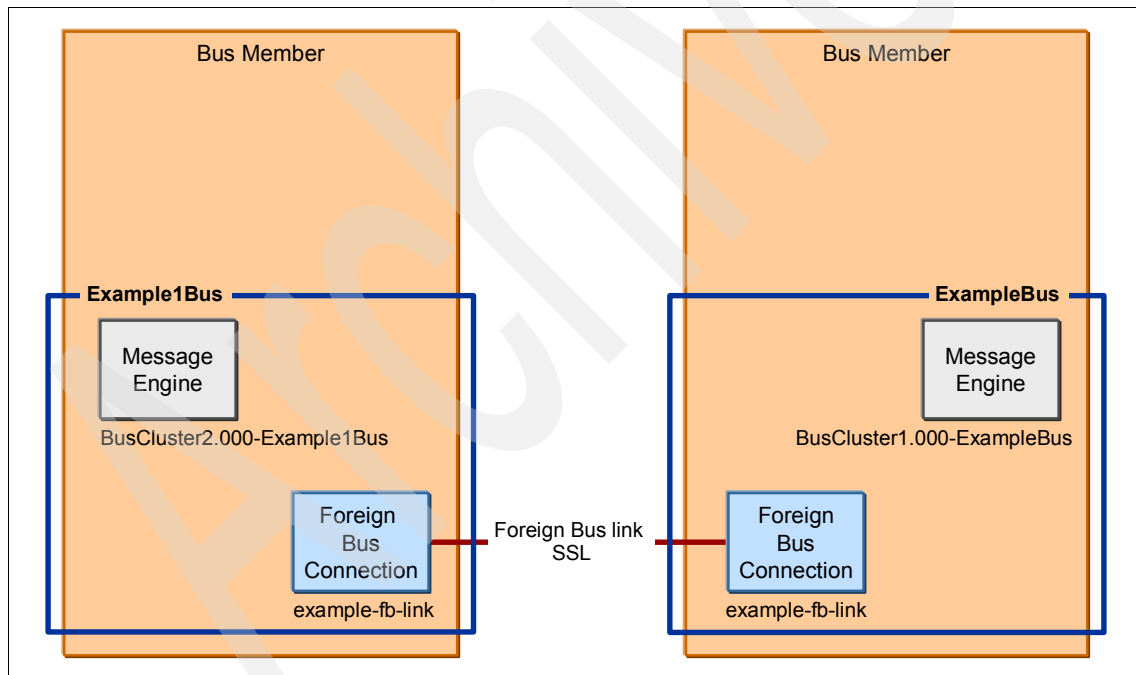 Bus Member
Bus Member
Example1Bus
ExampleBus
Message
Engine
Message
Engine
BusCluster2.000-Example1Bus
BusCluster1.000-ExampleBus
Foreign
Bus
Connection
Foreign Bus link
SSL
Foreign
Bus
Connection
example-fb-link
example-fb-link